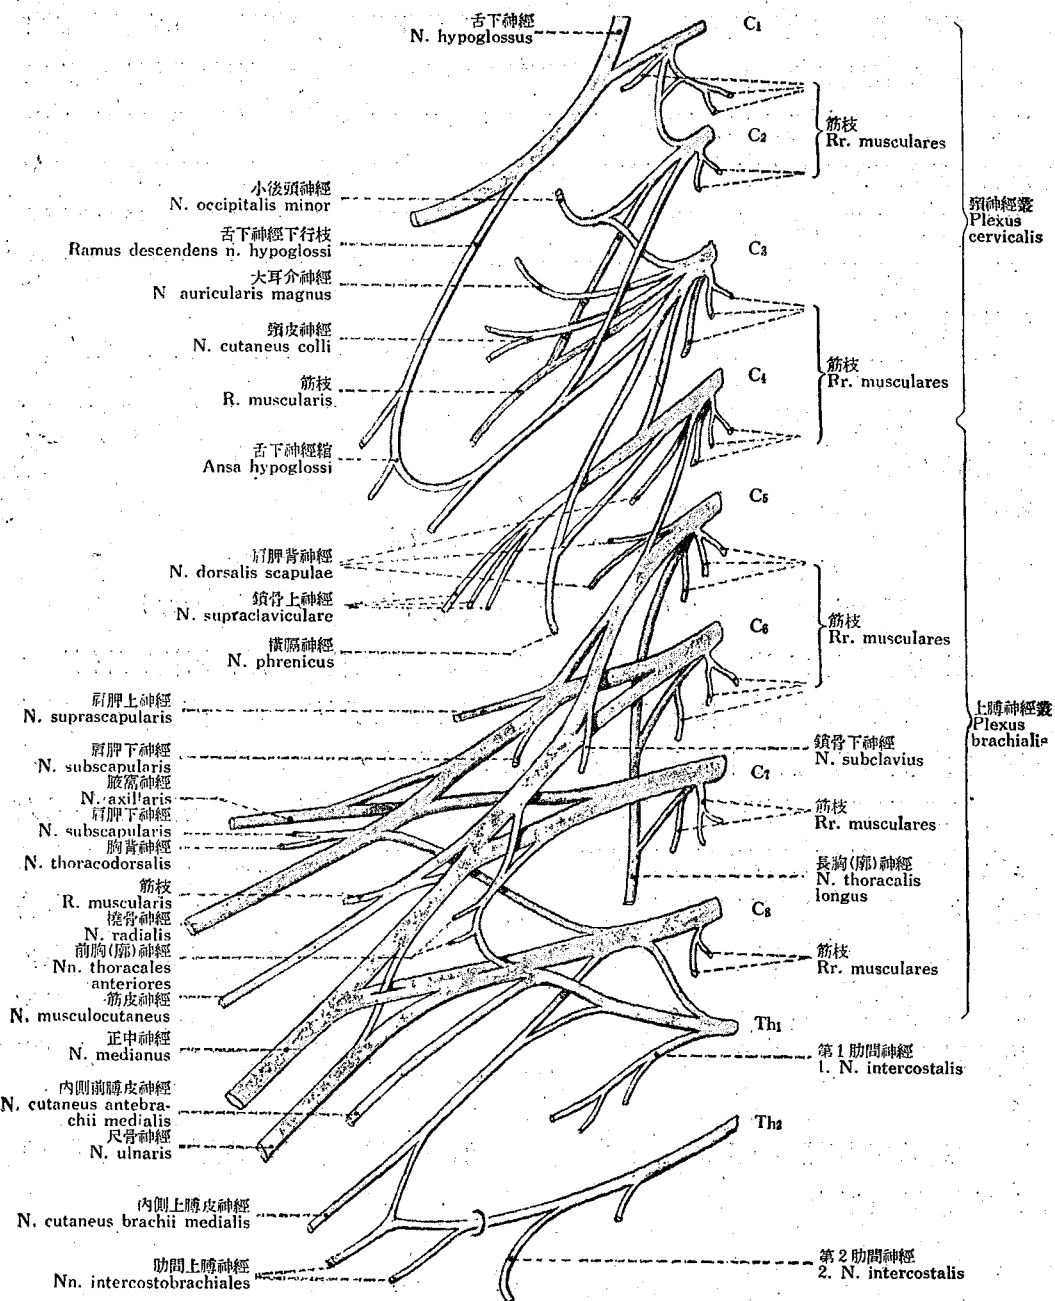 舌下神經
N. hypoglossus
C1
筋枝
Rr. musculares
C2
小後頭神經
N. occipitalis minor
頸神經叢
Plexus
cervicalis
舌下神經下行枝
Ramus descendens n. hypoglossi
C3
大耳介神經
N auricularis magnus
頸皮神經
N. cutaneus colli
筋枝
R. muscularis
C4
筋枝
Rr. musculares
舌下神經
Ansa hypoglossi
C5
肩胛背神經
N. dorsalis scapulae
鎖骨上神經
N. supraclaviculare
C6
筋枝
Rr. musculares
橫膈神經
N. phrenicus
肩胛上神經
N. suprascapularis
上膊神經叢
Plexus
brachialis
肩胛下神經
N. subscapularis
鎖骨下神經
N. subclavius
C7
腋窩神經
N. axillaris
肩胛下神經
N. subscapularis
胸背神經
N. thoracodorsalis
筋枝
Rr. musculares
筋枝
R. muscularis
長胸(廓)神經
N. thoracalis
longus
橈骨神經
N. radialis
C8
前胸(廓)神經
Nn. thoracales
anteriores
筋枝
Rr. musculares
筋皮神經
N. musculocutaneus
正中神經
N. medianus
Th1
第1肋間神經
1. N. intercostalis
內側前膊皮神經
N. cutaneus antebra-
chii medialis
尺骨神經
N. ulnaris
Th2
內側上膊皮神經
N. cutaneus brachii medialis
肋間上膊神經
Nn. intercostobrachiales
第2肋間神經
2. N. intercostalis